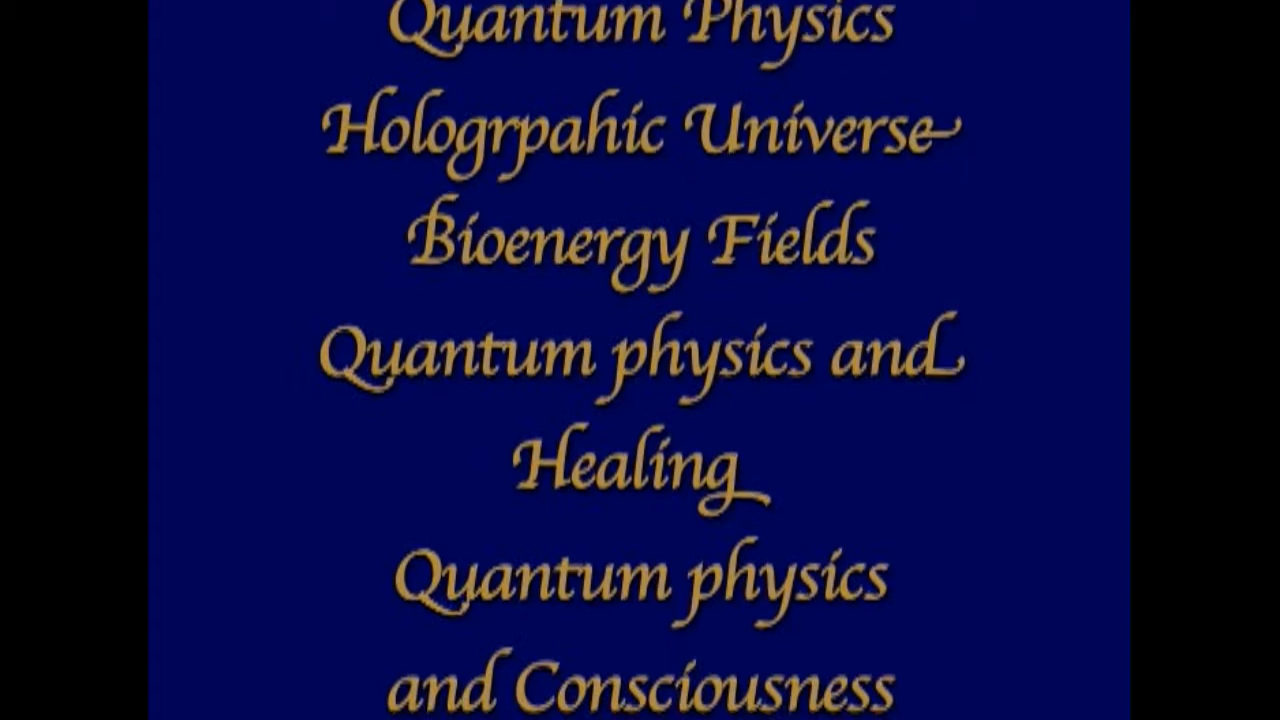 Quantum Physics
Hologrpahic Universe
Bioenergy Fields
Quantum physics and
Healing
Quantum physics
and Consciousness